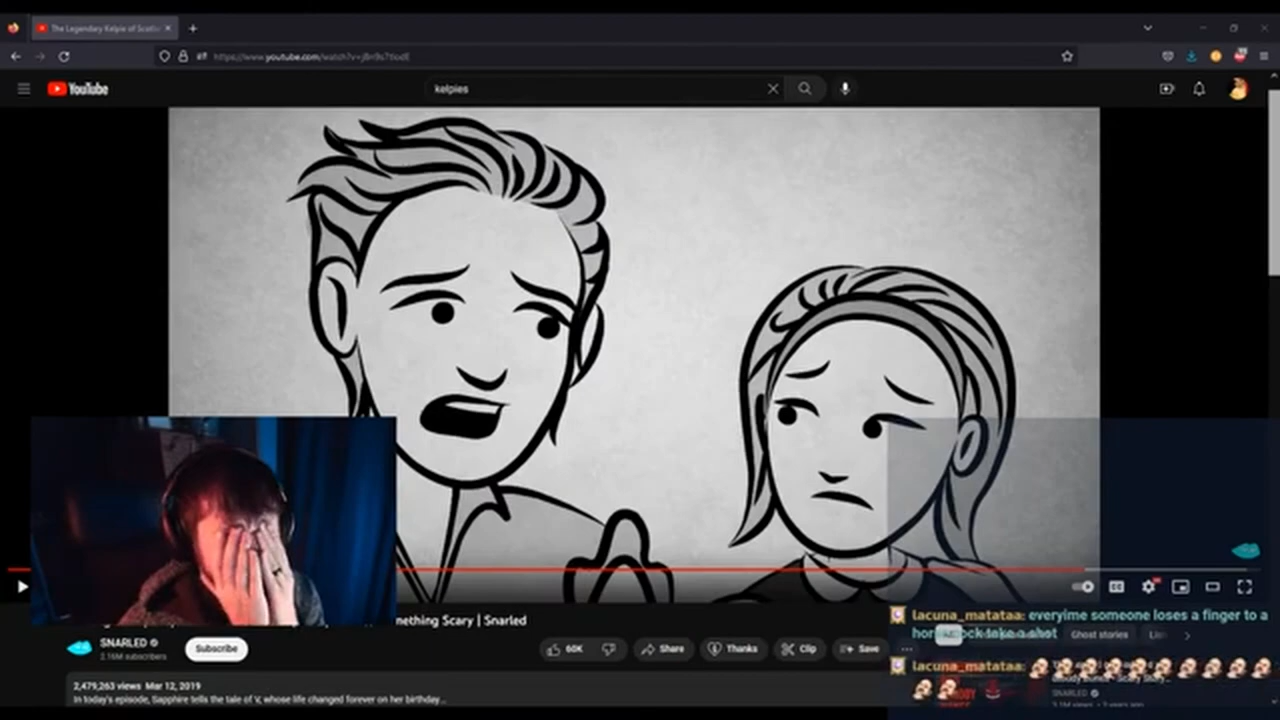 The Legendary Kelpie of Scotl
https://www.youtube.com/watch?v=
YouTube
kelpies
mething Scary | Snarled
SNARLED
2.16M subscribers
Subscribe
60K
Share
Thanks
Clip
Save
2,479,263 views Mar 12, 2019
In today's episode, Sapphire tells the tale of V, whose life changed forever on her birthday...
lacuna_matataa: everyime someone loses a finger to a
take a shot
Ghost stories
lacuna_matataa:
SNARLED